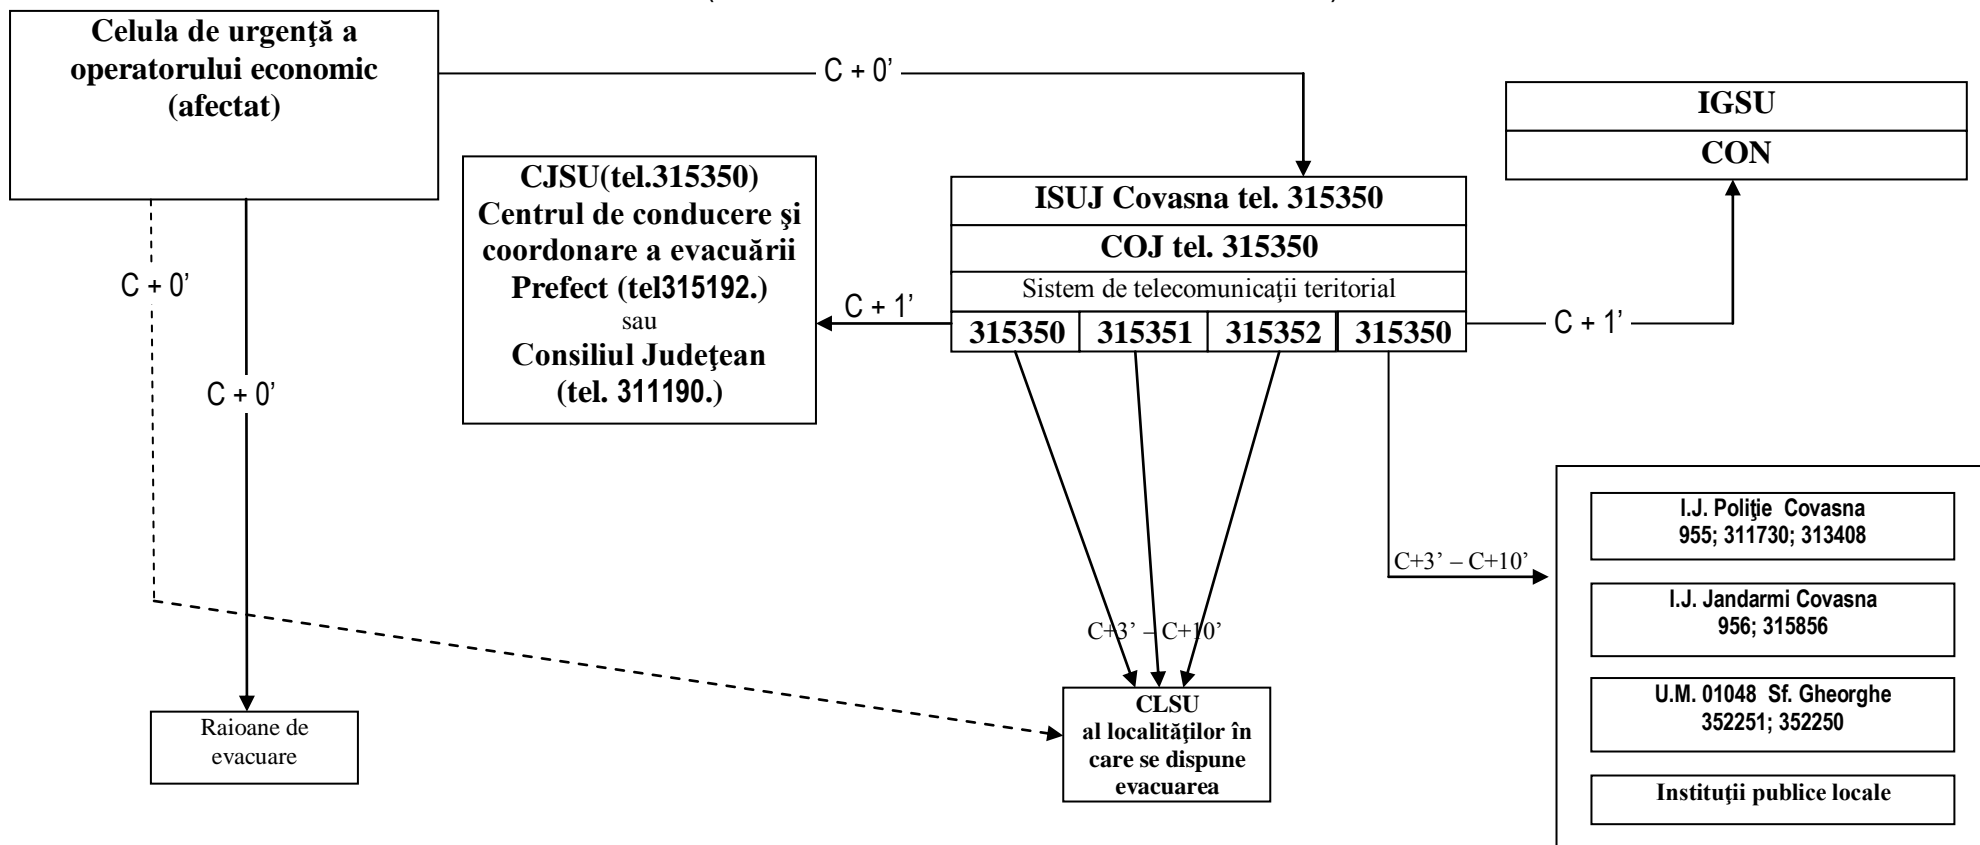 Celula de urgenţă a
operatorului economic
(afectat)
C + 0’
IGSU
CON
CJSU(tel.315350)
Centrul de conducere şi
coordonare a evacuării
Prefect (tel315192.)
sau
Consiliul Judeţean
(tel. 311190.)
ISUJ Covasna tel. 315350
COJ tel. 315350
Sistem de telecomunicaţii teritorial
315350 315351 315352 315350
C + 1’
C + 1’
C + 0’
C + 0’
I.J. Poliţie Covasna
955; 311730; 313408
C+3’ – C+10’
I.J. Jandarmi Covasna
956; 315856
C+3’ – C+10’
U.M. 01048 Sf. Gheorghe
352251; 352250
Instituţii publice locale
Raioane de
evacuare
CLSU
al localităţilor în
care se dispune
evacuarea